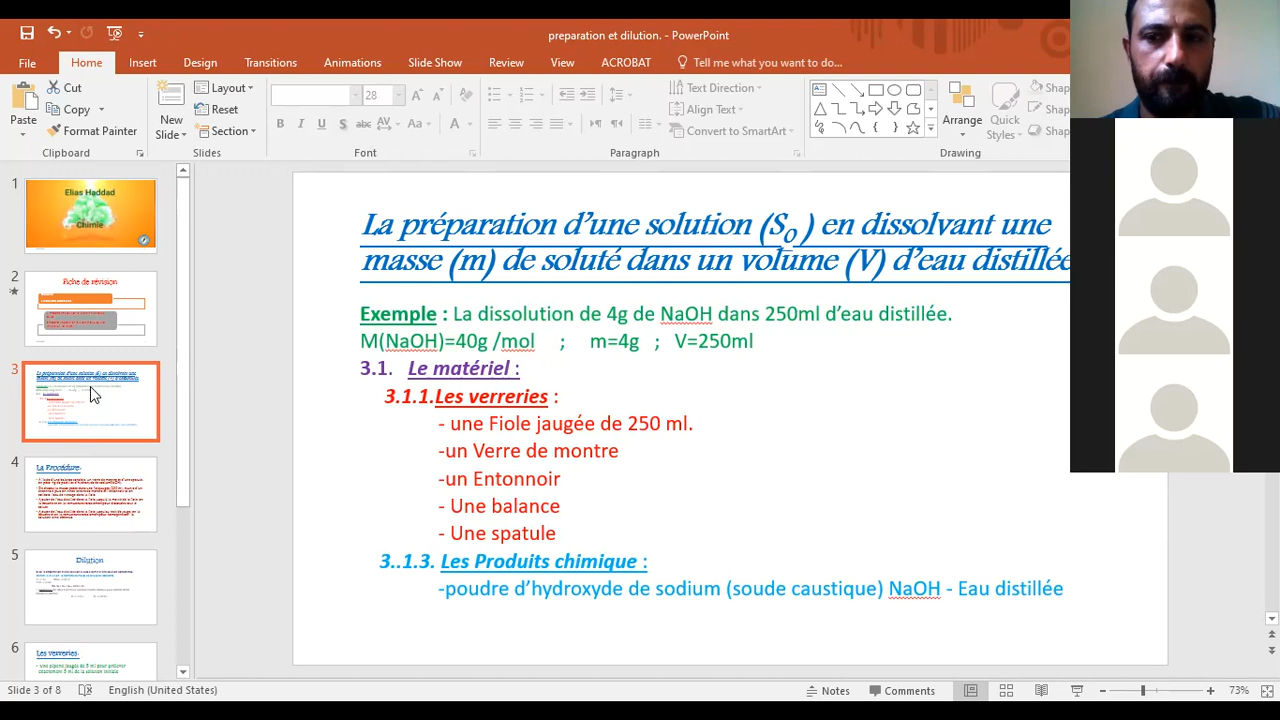 preparation et dilution. - PowerPoint
File Home Insert Design Transitions Animations Slide Show Review View ACROBAT Tell me what you want to do...
Paste
Cut
Copy
Format Painter
Clipboard
New Slide
Layout
Reset
Section
Slides
28
Font
Paragraph
Text Direction
Align Text
Convert to SmartArt
Arrange
Quick Styles
Drawing
1
Elias Haddad
Chimie
2
Fiche de révision
3
4
La Procédure
5
Dilution
6
Les verreries
La préparation d'une solution (S0 ) en dissolvant une
masse (m) de soluté dans un volume (V) d'eau distillée
Exemple : La dissolution de 4g de NaOH dans 250ml d'eau distillée.
M(NaOH)=40g /mol ; m=4g ; V=250ml
3.1. Le matériel :
3.1.1.Les verreries :
- une Fiole jaugée de 250 ml.
-un Verre de montre
-un Entonnoir
- Une balance
- Une spatule
3..1.3. Les Produits chimique :
-poudre d'hydroxyde de sodium (soude caustique) NaOH - Eau distillée
Slide 3 of 8 English (United States) Notes Comments 73%